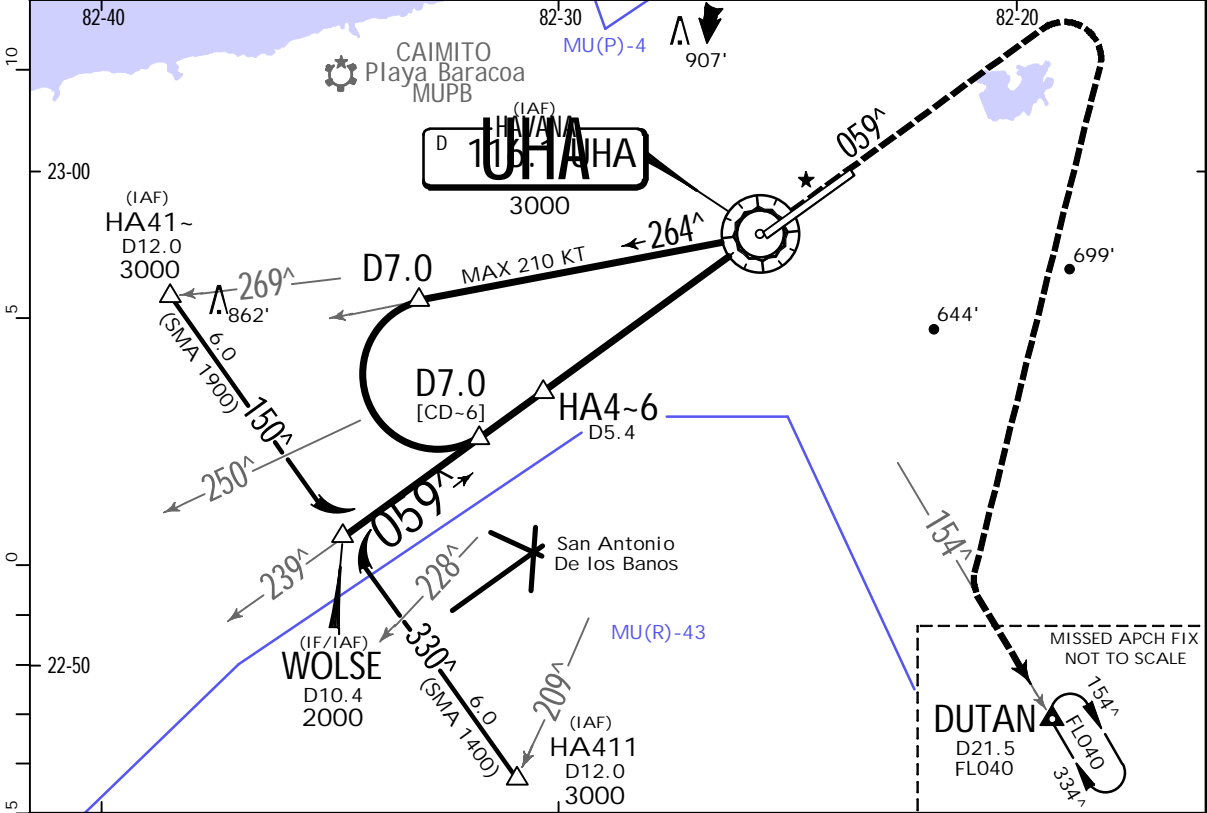 82-40
82-30
82-20
10
CAIMITO
Playa Baracoa
MUPB
MU(P)-4
907'
(IAF)
HAVANA
D 116.1 UHA
UHA
3000
059^
23-00
(IAF)
HA41~
D12.0
3000
269^
862'
D7.0
MAX 210 KT
264^
699'
644'
5
6.0
(SMA 1900)
150^
D7.0
[CD~6]
HA4~6
D5.4
250^
059^
154^
0
239^
228^
San Antonio
De los Banos
MU(R)-43
(IF/IAF)
WOLSE
D10.4
2000
330^
6.0
(SMA 1400)
209^
(IAF)
HA411
D12.0
3000
22-50
MISSED APCH FIX
NOT TO SCALE
DUTAN
D21.5
FL040
154^
FL040
334^
5